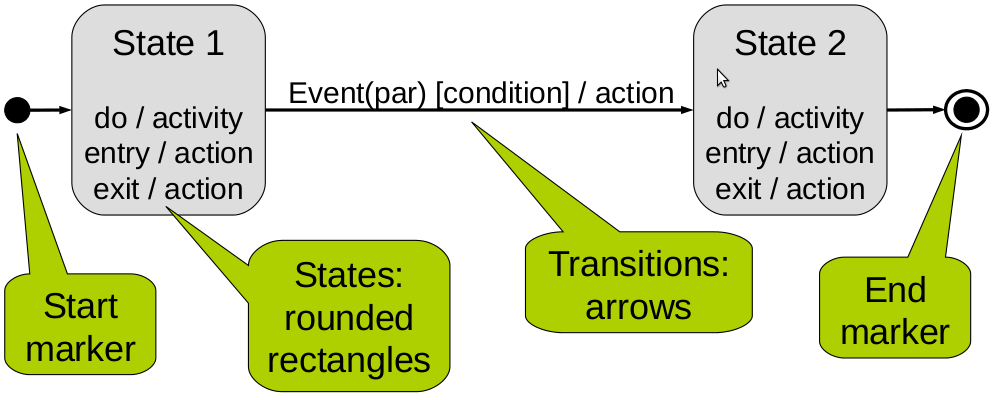 State 1
do / activity
entry / action
exit / action
Event(par) [condition] / action
State 2
do / activity
entry / action
exit / action
Start
marker
States:
rounded
rectangles
Transitions:
arrows
End
marker